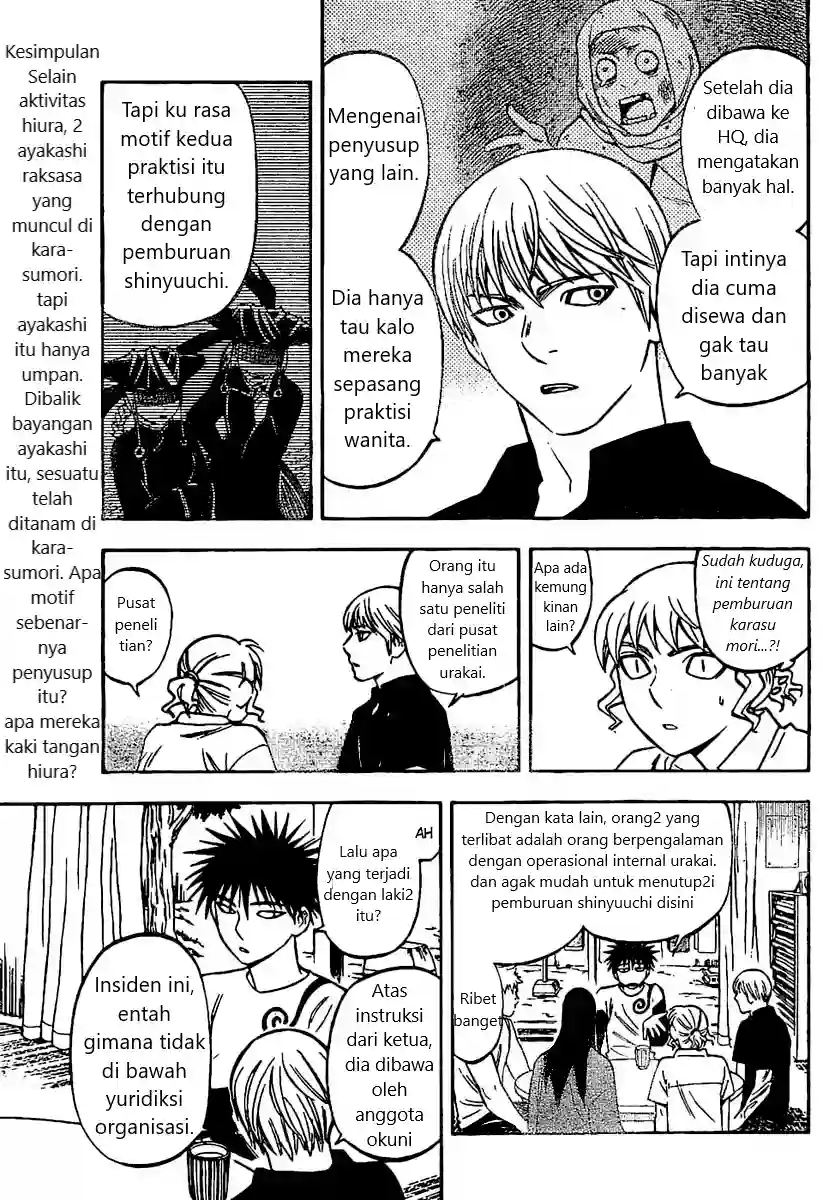 Setelah dia
dibawa ke
HQ, dia
mengatakan
banyak hal.
Tapi intinya
dia cuma
disewa dan
gak tau
banyak
Mengenai
penyusup
yang lain.
Dia hanya
tau kalo
mereka
sepasang
praktisi
wanita.
Tapi ku rasa
motif kedua
praktisi itu
terhubung
dengan
pemburuan
shinyuuchi.
Kesimpulan
Selain
aktivitas
hiura, 2
ayakashi
raksasa
yang
muncul di
kara-
sumori.
tapi
ayakashi
itu hanya
umpan.
Dibalik
bayangan
ayakashi
itu, sesuatu
telah
ditanam di
kara-
sumori. Apa
motif
sebenar-
nya
penyusup
itu?
apa mereka
kaki tangan
hiura?
Sudah kuduga,
ini tentang
pemburuan
karasu
mori...?!
Apa ada
kemung
kinan
lain?
Orang itu
hanya salah
satu peneliti
dari pusat
penelitian
urakai.
Pusat
peneli
tian?
Dengan kata lain, orang2 yang
terlibat adalah orang berpengalaman
dengan operasional internal urakai.
dan agak mudah untuk menutup2i
pemburuan shinyuuchi disini
Ribet
banget
AH
Lalu apa
yang terjadi
dengan laki2
itu?
Atas
instruksi
dari ketua,
dia dibawa
oleh
anggota
okuni
Insiden ini,
entah
gimana tidak
di bawah
yuridiksi
organisasi.